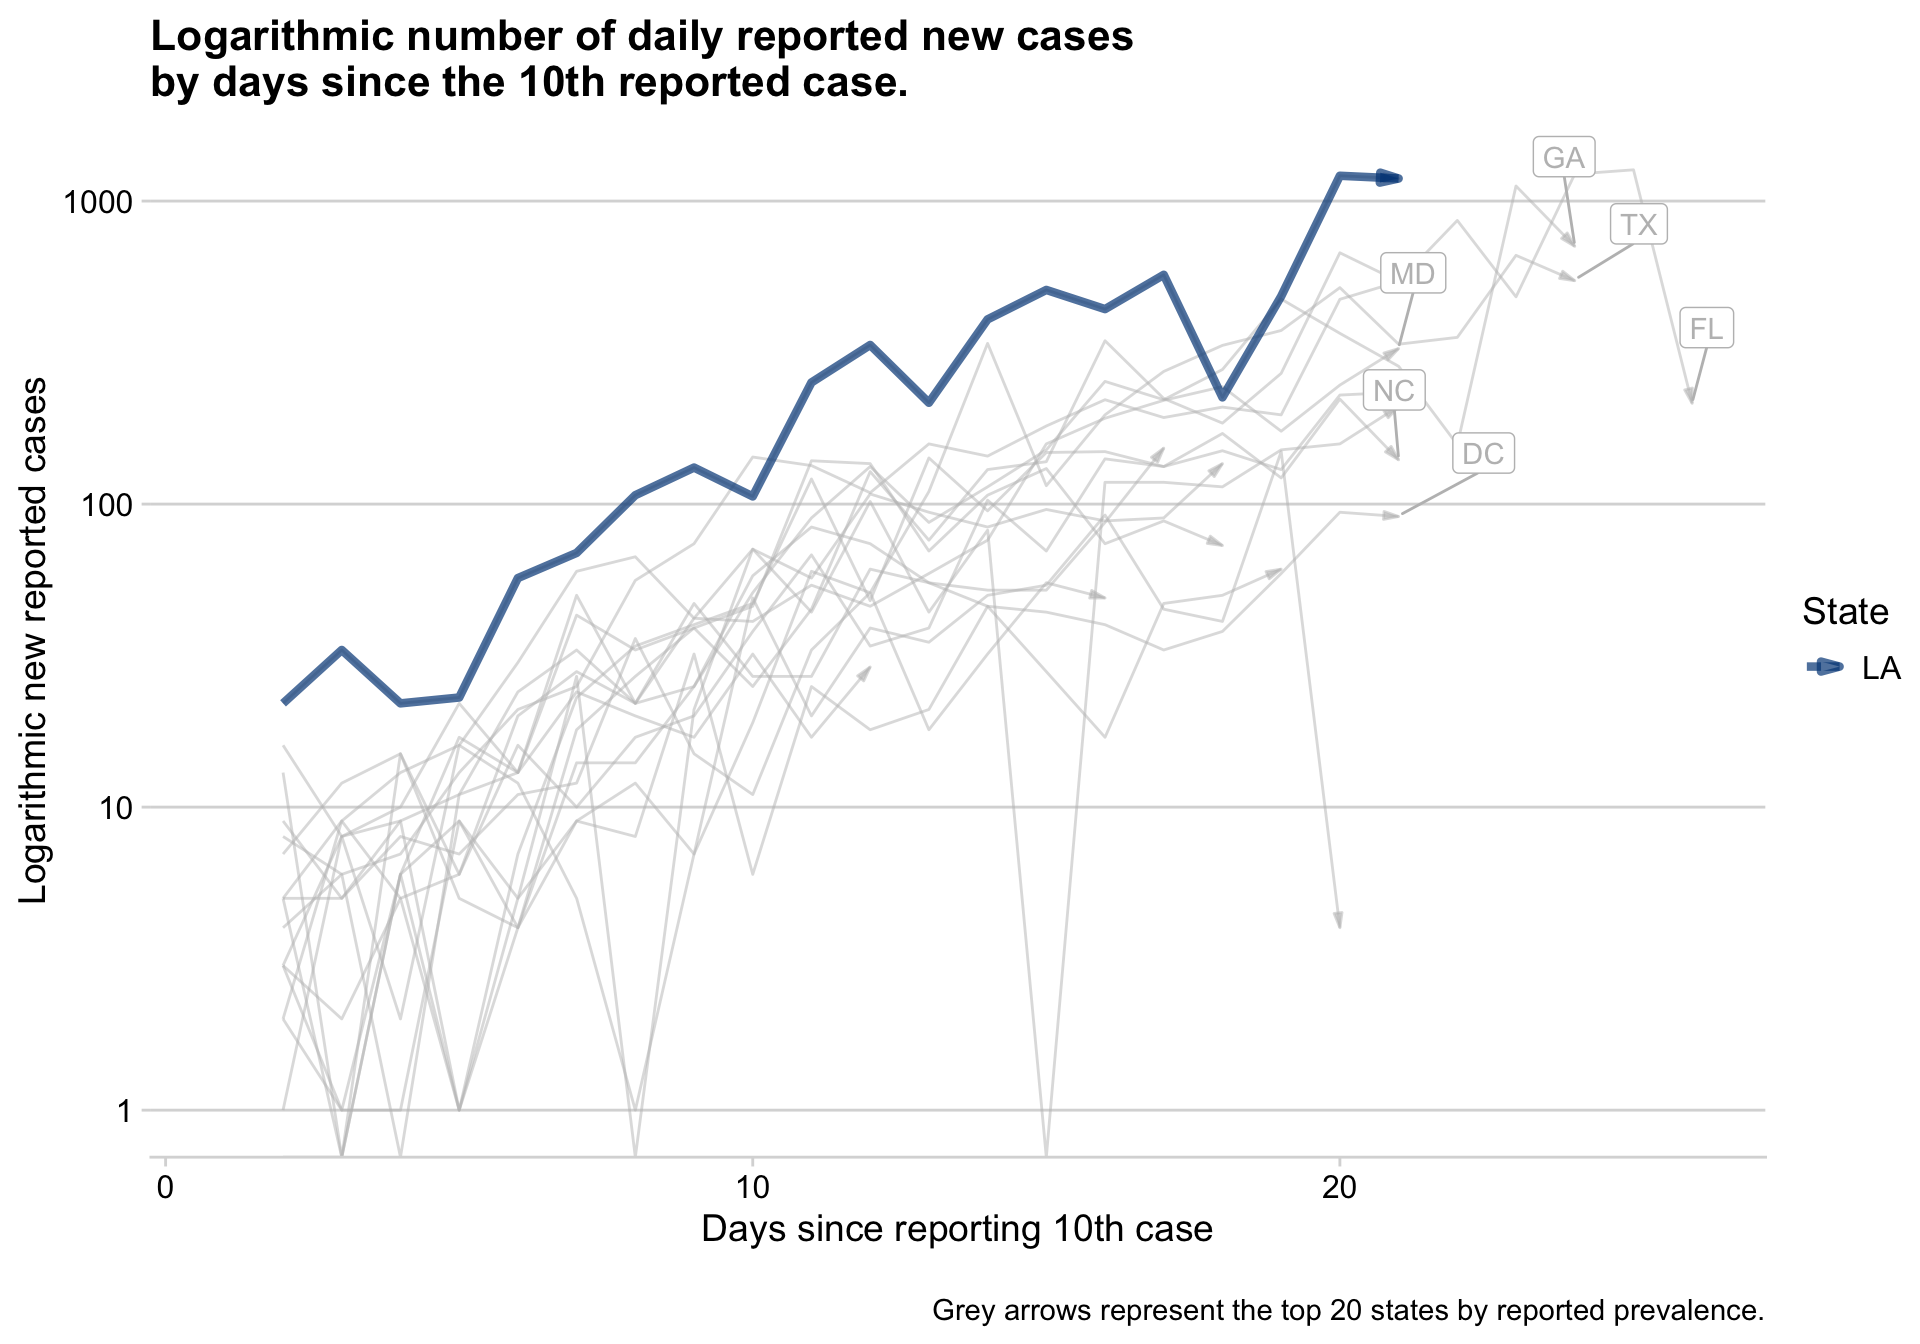 Logarithmic number of daily reported new cases
by days since the 10th reported case.
Logarithmic new reported cases
1000
100
10
1
GA
TX
MD
FL
NC
DC
State
LA
0
10
20
Days since reporting 10th case
Grey arrows represent the top 20 states by reported prevalence.